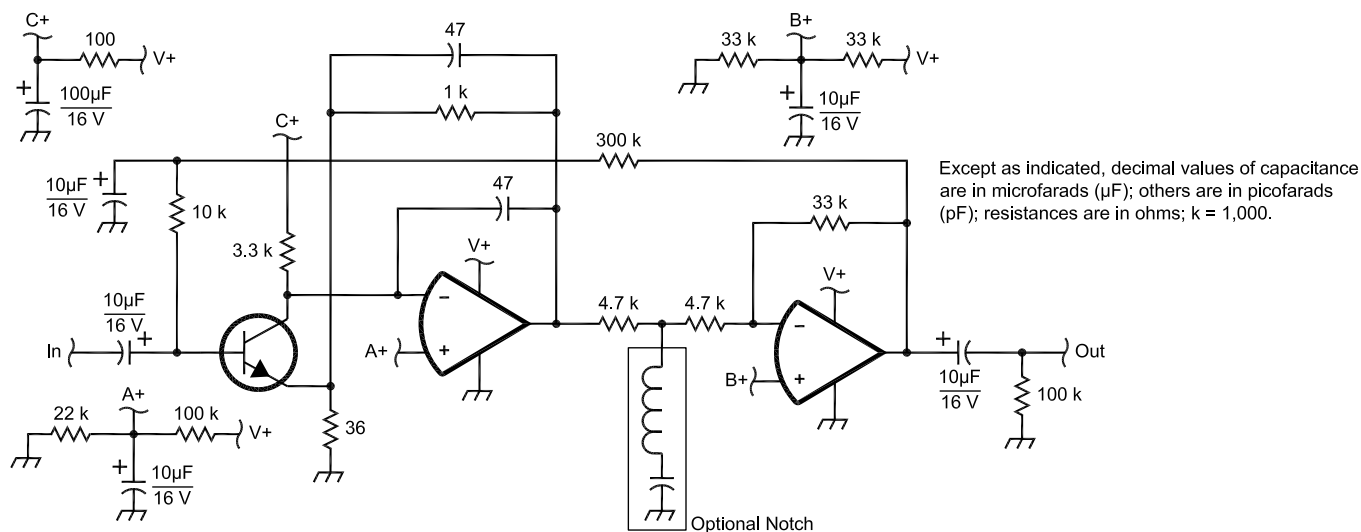 C+
100
V+
+
100µF
16 V
47
1 k
B+
33 k
33 k
V+
+
10µF
16 V
C+
300 k
+
10µF
16 V
10 k
Except as indicated, decimal values of capacitance
are in microfarads (µF); others are in picofarads
(pF); resistances are in ohms; k = 1,000.
47
33 k
3.3 k
V+
V+
10µF
16 V
+
–
4.7 k
4.7 k
–
In
A+
+
B+
+
+
Out
10µF
16 V
100 k
22 k
A+
100 k
V+
36
+
10µF
16 V
Optional Notch